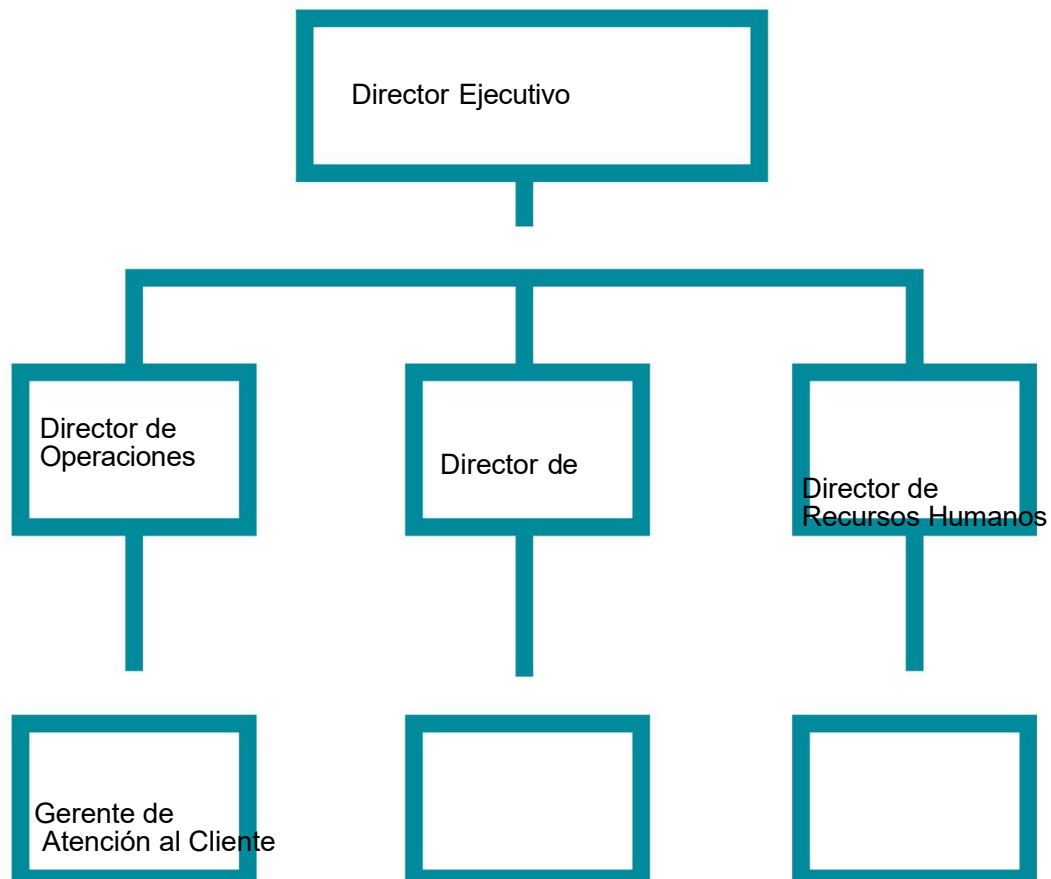 Director Ejecutivo
Director de
Operaciones
Director de
Director de
Recursos Humanos
Gerente de
Atención al Cliente